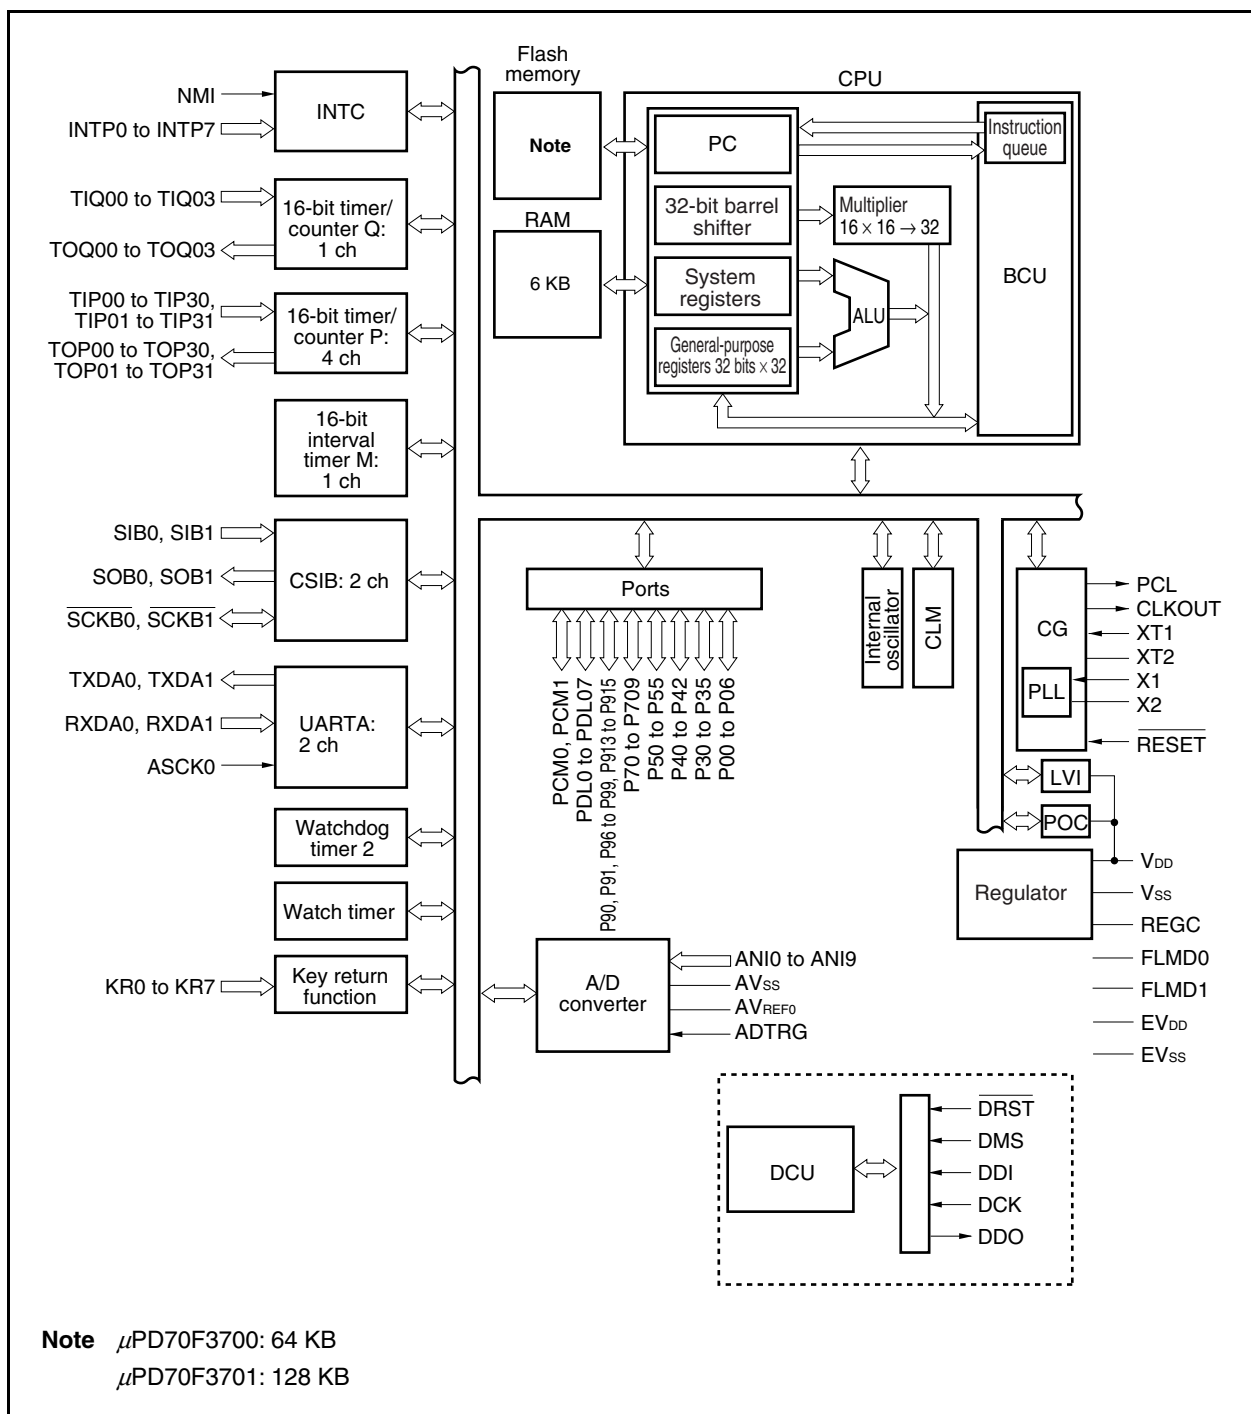 NMI
INTP0 to INTP7
INTC
TIQ00 to TIQ03
TOQ00 to TOQ03
16-bit timer/
counter Q:
1 ch
TIP00 to TIP30,
TIP01 to TIP31
TOP00 to TOP30,
TOP01 to TOP31
16-bit timer/
counter P:
4 ch
16-bit
interval
timer M:
1 ch
SIB0, SIB1
SOB0, SOB1
SCKB0, SCKB1
CSIB: 2 ch
TXDA0, TXDA1
RXDA0, RXDA1
ASCK0
UARTA:
2 ch
Watchdog
timer 2
Watch timer
KR0 to KR7
Key return
function
Flash
memory
Note
RAM
6 KB
CPU
PC
32-bit barrel
shifter
System
registers
General-purpose
registers 32 bits × 32
Multiplier
16 × 16 → 32
ALU
Instruction
queue
BCU
Ports
PCM0, PCM1
PDL0 to PDL07
P90, P91, P96 to P99, P913 to P915
P70 to P709
P50 to P55
P40 to P42
P30 to P35
P00 to P06
Internal
oscillator
CLM
CG
PLL
PCL
CLKOUT
XT1
XT2
X1
X2
RESET
LVI
POC
Regulator
VDD
VSS
REGC
FLMD0
FLMD1
EVDD
EVSS
A/D
converter
ANI0 to ANI9
AVSS
AVREF0
ADTRG
DCU
DRST
DMS
DDI
DCK
DDO
Note μPD70F3700: 64 KB
μPD70F3701: 128 KB